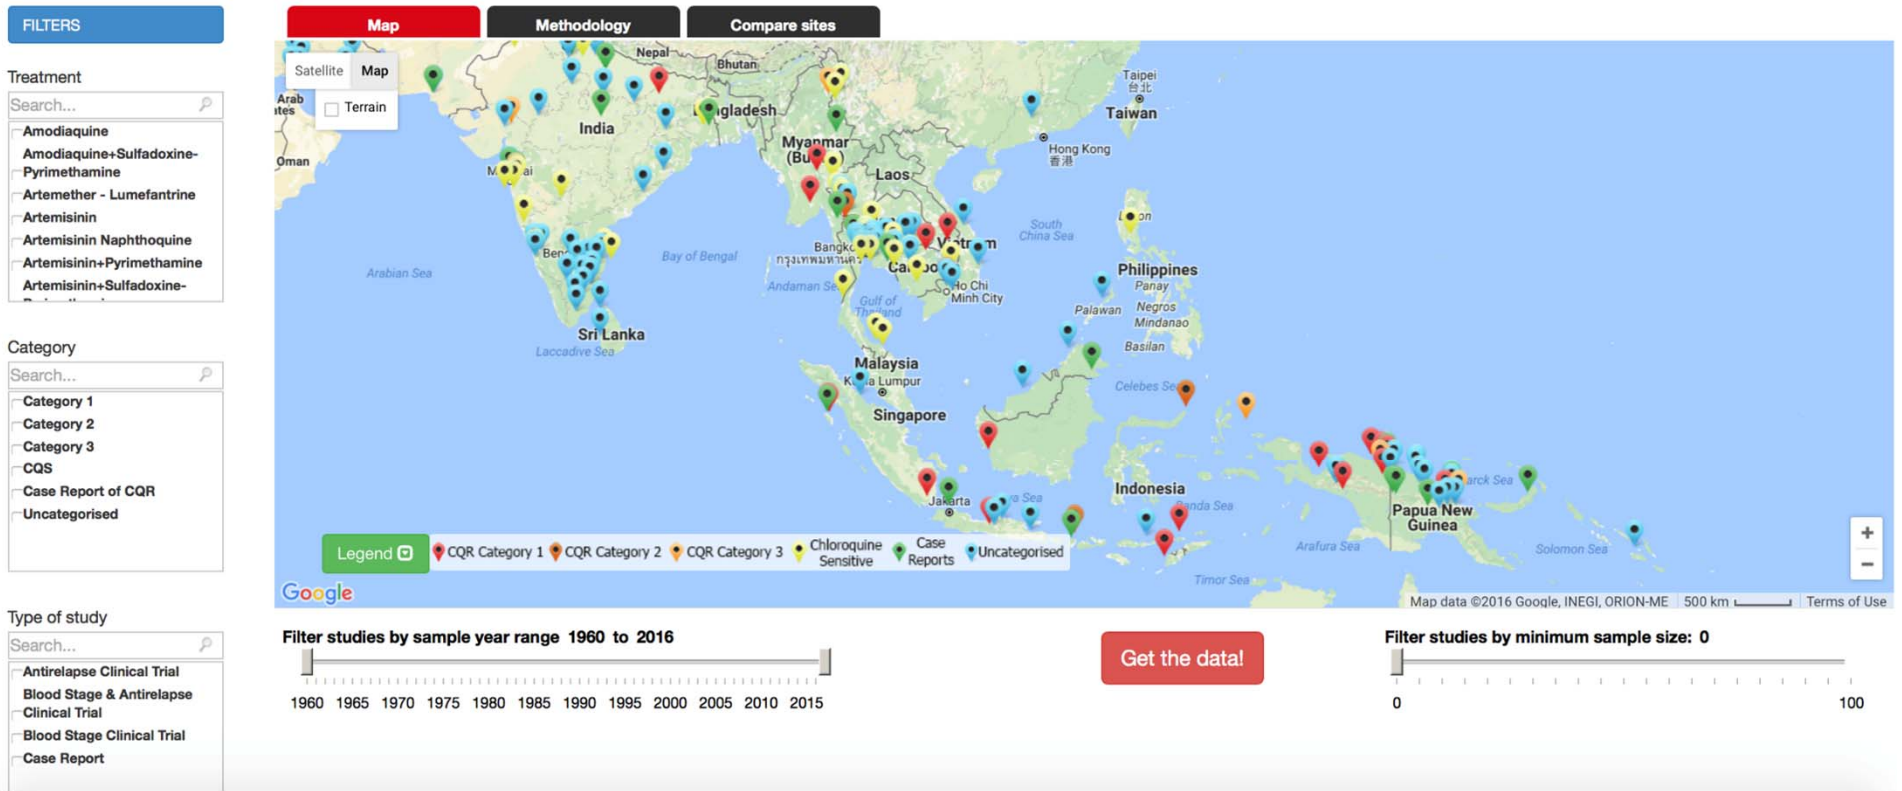 FILTERS
Map
Methodology
Compare sites
Treatment
Search...
Amodiaquine
Amodiaquine+Sulfadoxine-
Pyrimethamine
Artemether - Lumefantrine
Artemisinin
Artemisinin Naphthoquine
Artemisinin+Pyrimethamine
Artemisinin+Sulfadoxine-
Category
Search...
Category 1
Category 2
Category 3
CQS
Case Report of CQR
Uncategorised
Type of study
Search...
Antirelapse Clinical Trial
Blood Stage & Antirelapse
Clinical Trial
Blood Stage Clinical Trial
Case Report
Satellite
Map
Terrain
Nepal
Bhutan
Arab
Oman
India
Taipei
台北
Taiwan
Hong Kong
香港
Myanmar
Laos
South
China Sea
Arabian Sea
Bay of Bengal
Philippines
Panay
Palawan
Negros
Mindanao
Basilan
Ho Chi
Minh City
Gulf of
Thailand
Sri Lanka
Laccadive Sea
Malaysia
Singapore
Indonesia
Jakarta
Papua New
Guinea
Arafura Sea
Solomon Sea
Timor Sea
Legend
CQR Category 1
CQR Category 2
CQR Category 3
Chloroquine
Sensitive
Case
Reports
Uncategorised
+
−
Google
Map data ©2016 Google, INEGI, ORION-ME
500 km
Terms of Use
Filter studies by sample year range 1960 to 2016
1960 1965 1970 1975 1980 1985 1990 1995 2000 2005 2010 2015
Get the data!
Filter studies by minimum sample size: 0
0
100